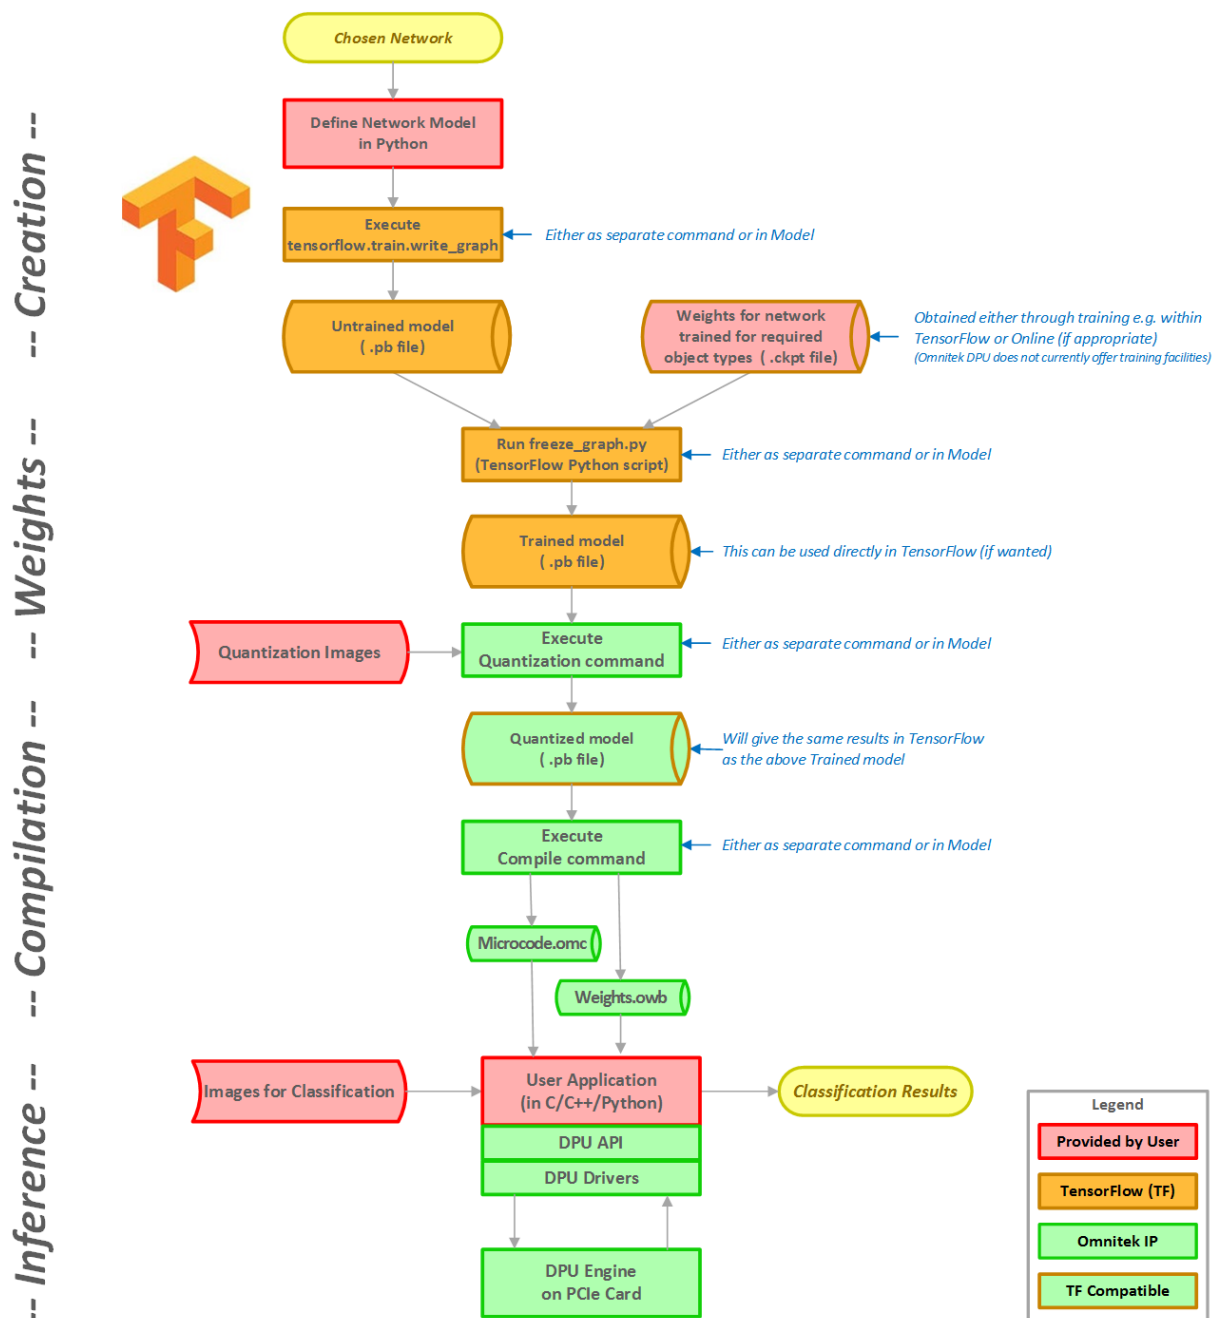 Chosen Network
-- Creation --
Define Network Model
in Python
Execute
tensorflow.train.write_graph
Either as separate command or in Model
Untrained model
( .pb file)
Weights for network
trained for required
object types ( .ckpt file)
Obtained either through training e.g. within
TensorFlow or Online (if appropriate)
(Omnitek DPU does not currently offer training facilities)
-- Weights --
Run freeze_graph.py
(TensorFlow Python script)
Either as separate command or in Model
Trained model
( .pb file)
This can be used directly in TensorFlow (if wanted)
Quantization Images
Execute
Quantization command
Either as separate command or in Model
-- Compilation --
Quantized model
( .pb file)
Will give the same results in TensorFlow
as the above Trained model
Execute
Compile command
Either as separate command or in Model
Microcode.omc
Weights.owb
-- Inference --
Images for Classification
User Application
(in C/C++/Python)
Classification Results
DPU API
DPU Drivers
DPU Engine
on PCIe Card
Legend
Provided by User
TensorFlow (TF)
Omnitek IP
TF Compatible